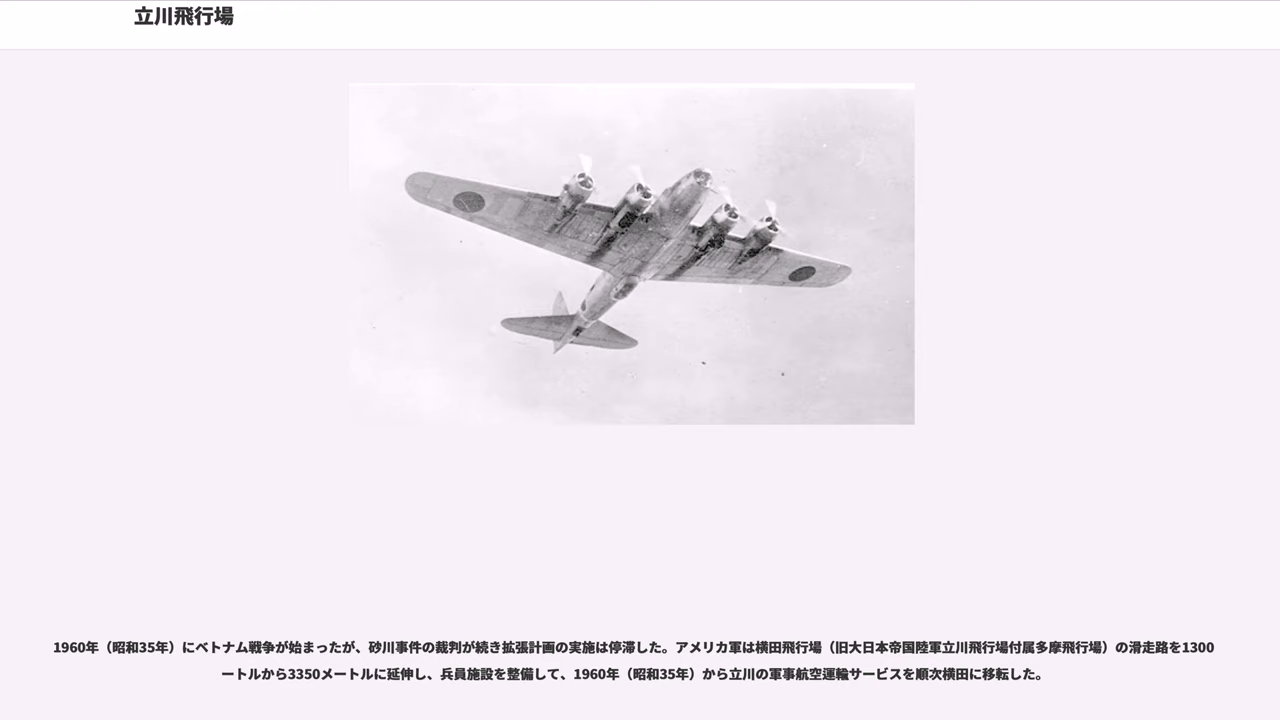 立川飛行場
1960年（昭和35年）にベトナム戦争が始まったが、砂川事件の裁判が続き拡張計画の実施は停滞した。アメリカ軍は横田飛行場（旧大日本帝国陸軍立川飛行場付属多摩飛行場）の滑走路を1300
ートルから3350メートルに延伸し、兵員施設を整備して、1960年（昭和35年）から立川の軍事航空運輸サービスを順次横田に移転した。